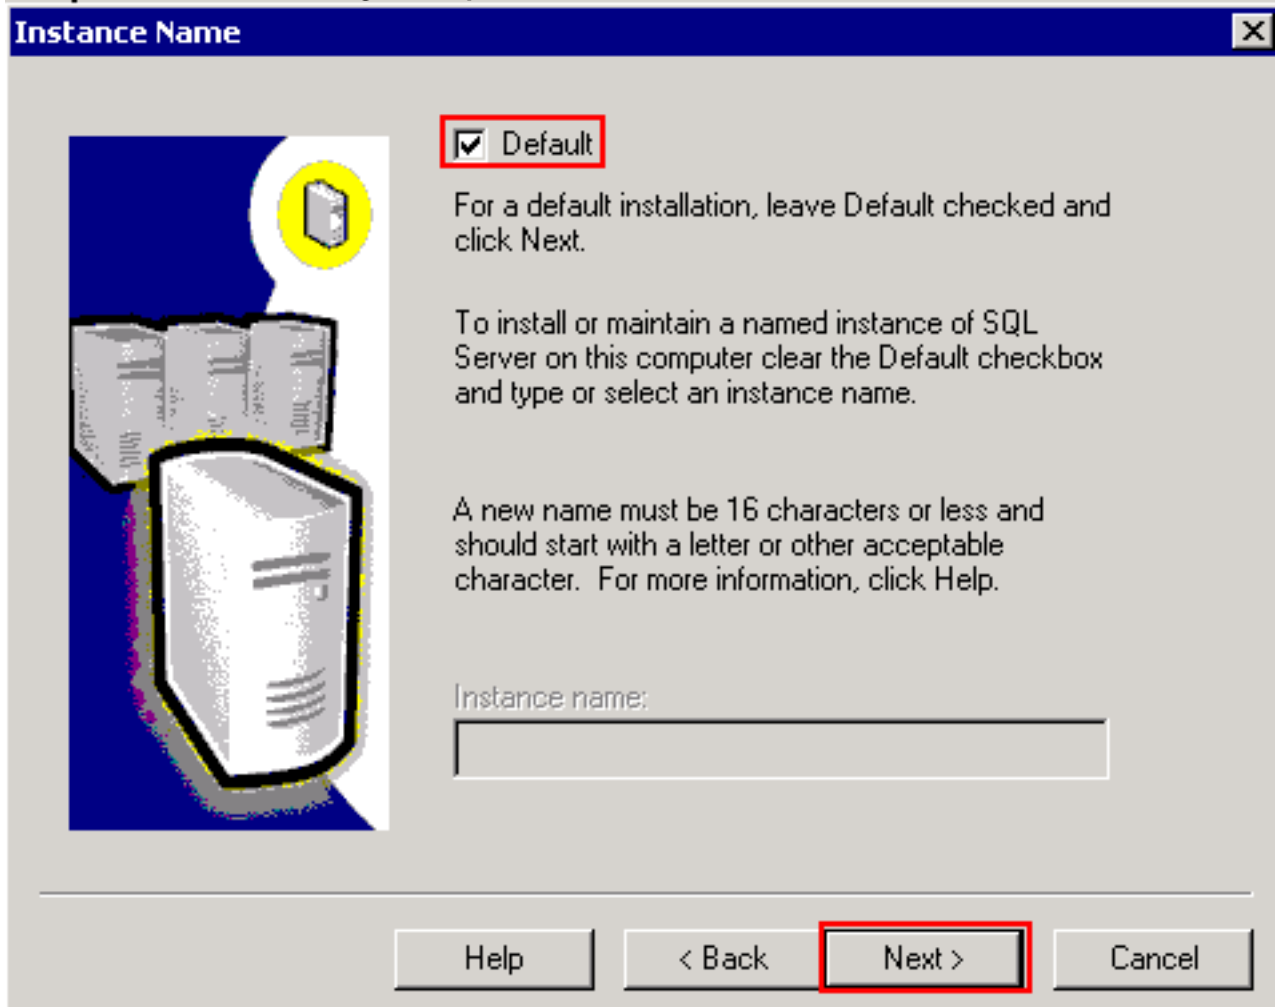 Instance Name
Default
For a default installation, leave Default checked and
click Next.
To install or maintain a named instance of SQL
Server on this computer clear the Default checkbox
and type or select an instance name.
A new name must be 16 characters or less and
should start with a letter or other acceptable
character.  For more information, click Help.
Instance name:
Help
< Back
Next >
Cancel